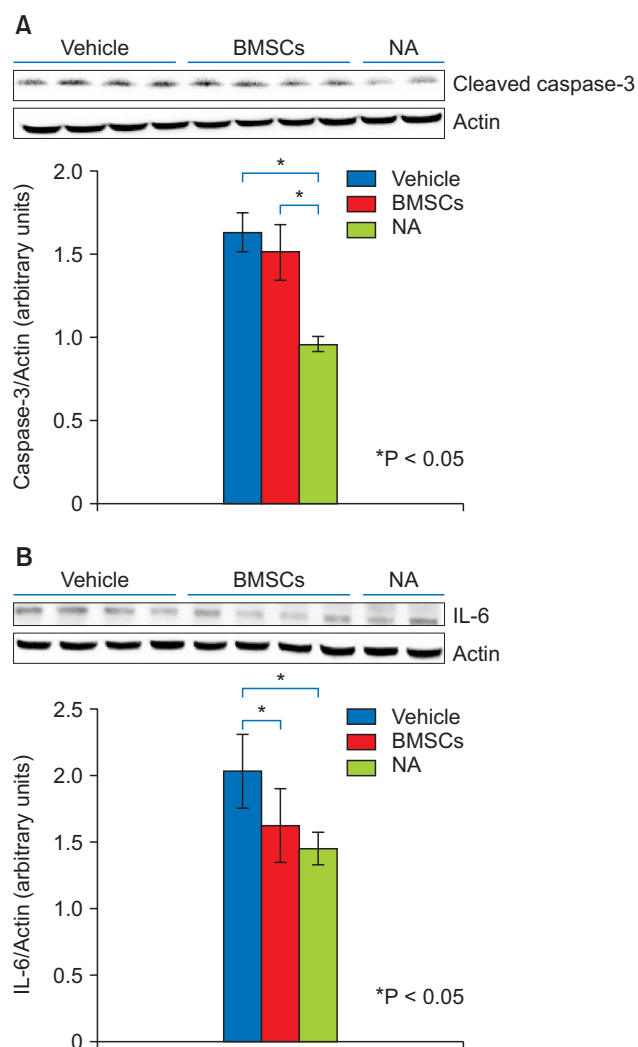 A
Vehicle BMSCs NA
Cleaved caspase-3
Actin
Caspase-3/Actin (arbitrary units)
2.0
1.5
1.0
0.5
0
*
*
Vehicle
BMSCs
NA
*P < 0.05
B
Vehicle BMSCs NA
IL-6
Actin
IL-6/Actin (arbitrary units)
2.5
2.0
1.5
1.0
0.5
0
*
*
Vehicle
BMSCs
NA
*P < 0.05